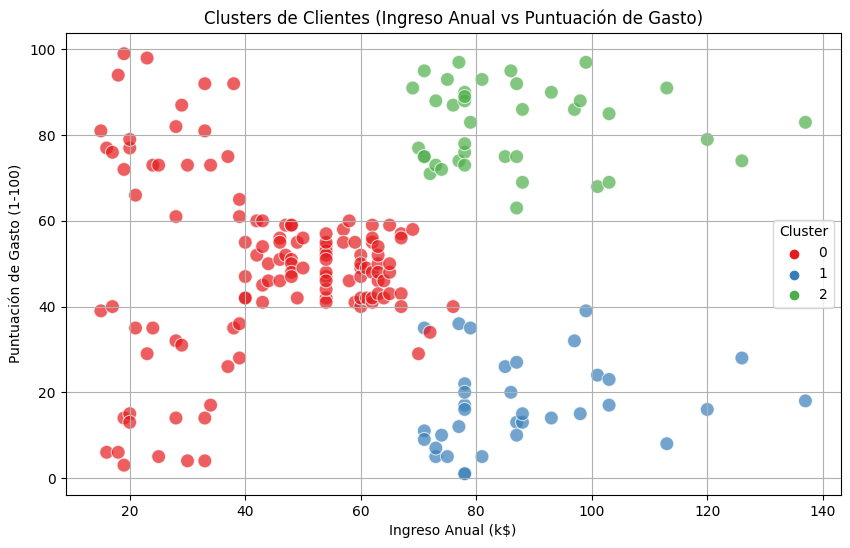 Clusters de Clientes (Ingreso Anual vs Puntuación de Gasto)
Puntuación de Gasto (1-100)
100
80
60
40
20
0
Cluster
0
1
2
20 40 60 80 100 120 140
Ingreso Anual (k$)